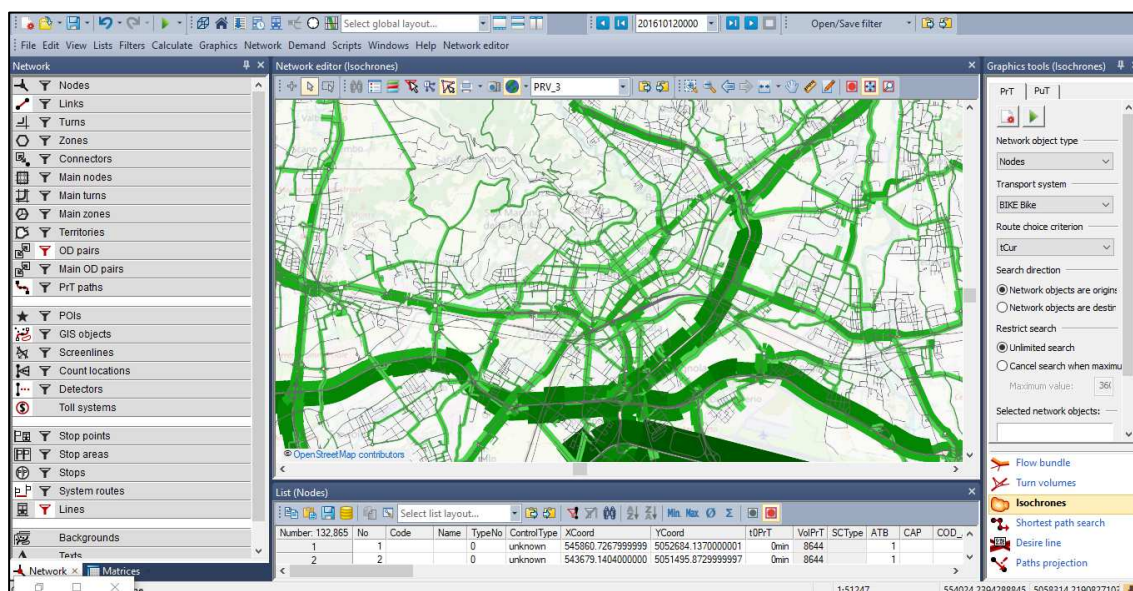 Select global layout...
201610120000
Open/Save filter
File Edit View Lists Filters Calculate Graphics Network Demand Scripts Windows Help Network editor
Network
Nodes
Links
Turns
Zones
Connectors
Main nodes
Main turns
Main zones
Territories
OD pairs
Main OD pairs
PrT paths
POIs
GIS objects
Screenlines
Count locations
Detectors
Toll systems
Stop points
Stop areas
Stops
System routes
Lines
Backgrounds
Texts
Network
Matrices
Network editor (Isochrones)
PRV_3
© OpenStreetMap contributors
List (Nodes)
Select list layout...
Min Max Ø Σ
Number: 132,865 No Code Name TypeNo ControlType XCoord YCoord t0PrT VolPrT SCType ATB CAP COD_
1 1 0 unknown 545860.7267999999 5052684.1370000001 0min 8644 1
2 2 0 unknown 543679.1404000000 5051495.8729999997 0min 8644 1
Graphics tools (Isochrones)
PrT PuT
Network object type
Nodes
Transport system
BIKE Bike
Route choice criterion
tCur
Search direction
Network objects are origins
Network objects are destin
Restrict search
Unlimited search
Cancel search when maximu
Maximum value: 360
Selected network objects:
Flow bundle
Turn volumes
Isochrones
Shortest path search
Desire line
Paths projection
1:51247